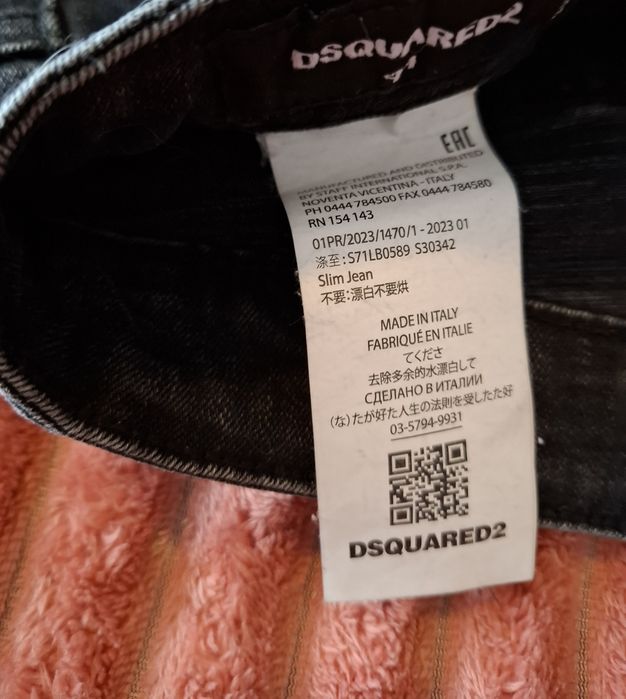 DSQUARED2
EAC
MANUFACTURED AND DISTRIBUTED
BY STAFF INTERNATIONAL S.P.A.
NOVENTA VICENTINA - ITALY
PH 0444 784500 FAX 0444 784580
RN 154 143
01PR/2023/1470/1 - 2023 01
涤至: S71LB0589 S30342
Slim Jean
不要:漂白不要烘
MADE IN ITALY
FABRIQUÉ EN ITALIE
てくださ
去除多余的水漂白して
СДЕЛАНО В ИТАЛИИ
(な)たが好た人生の法則を受したた好
03-5794-9931
DSQUARED2